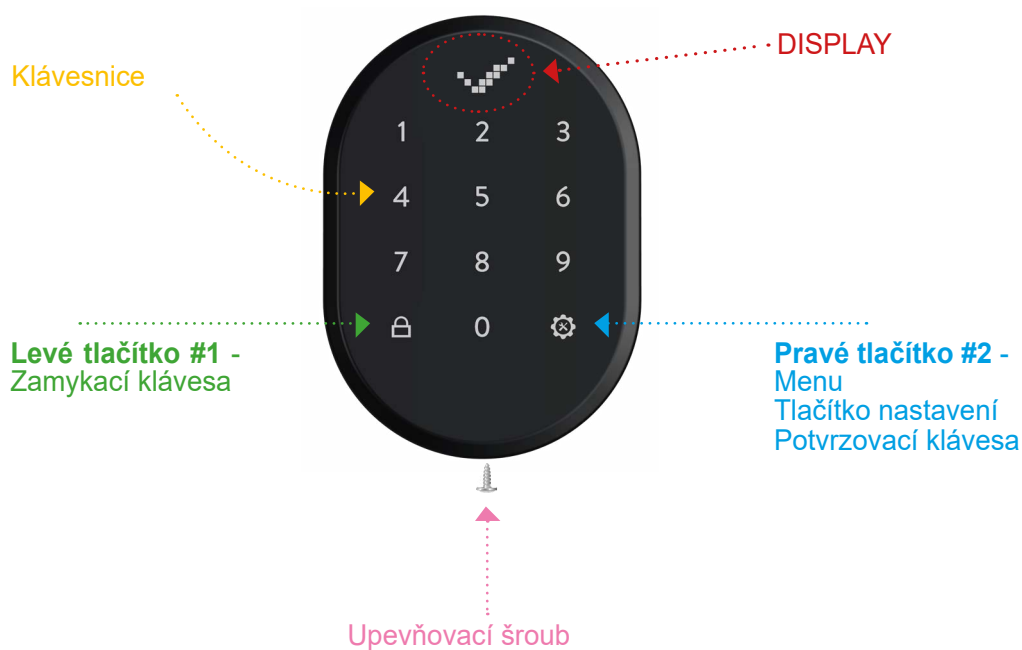 DISPLAY
Klávesnice
1 2 3
4 5 6
7 8 9
0
Levé tlačítko #1 -
Zamykací klávesa
Pravé tlačítko #2 -
Menu
Tlačítko nastavení
Potvrzovací klávesa
Upevňovací šroub